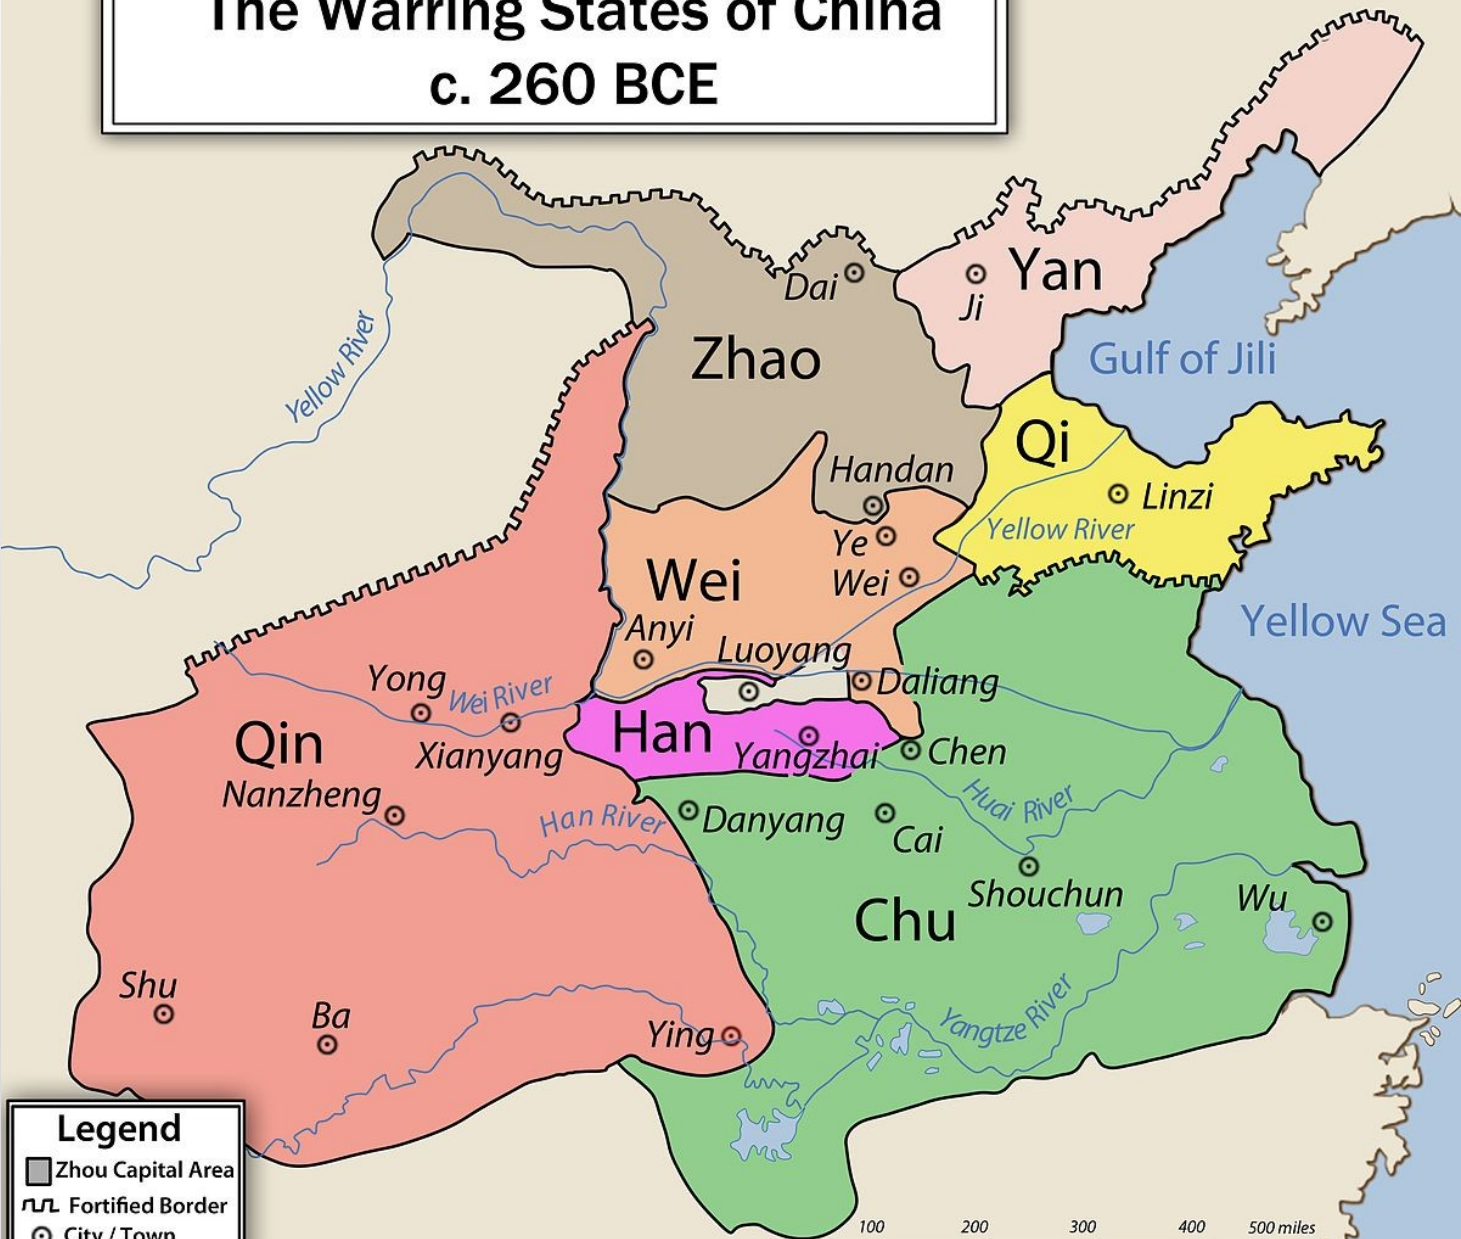 The Warring States of China
c. 260 BCE
Dai
Ji
Yan
Yellow River
Zhao
Gulf of Jili
Qi
Handan
Linzi
Yellow River
Ye
Wei
Wei
Yellow Sea
Anyi
Luoyang
Yong
Wei River
Daliang
Qin
Han
Xianyang
Yangzhai
Chen
Nanzheng
Huai River
Han River
Danyang
Cai
Shouchun
Wu
Chu
Shu
Ba
Ying
Yangtze River
Legend
Zhou Capital Area
Fortified Border
City / Town
100 200 300 400 500 miles